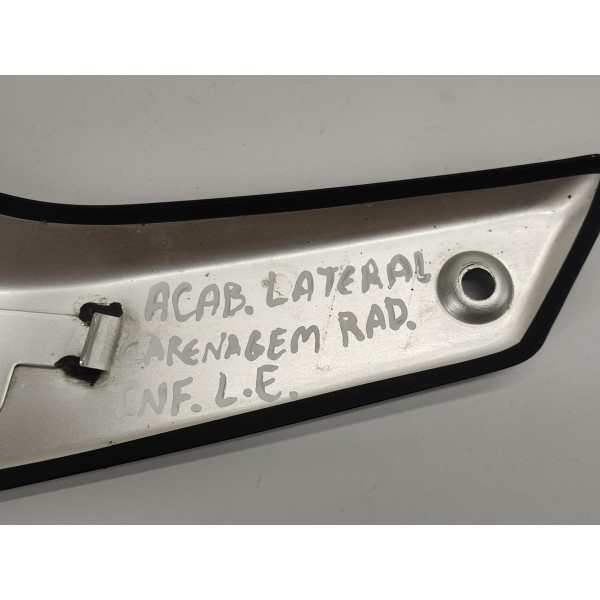 ACAB. LATERAL
CARENAGEM RAD.
INF. L.E.